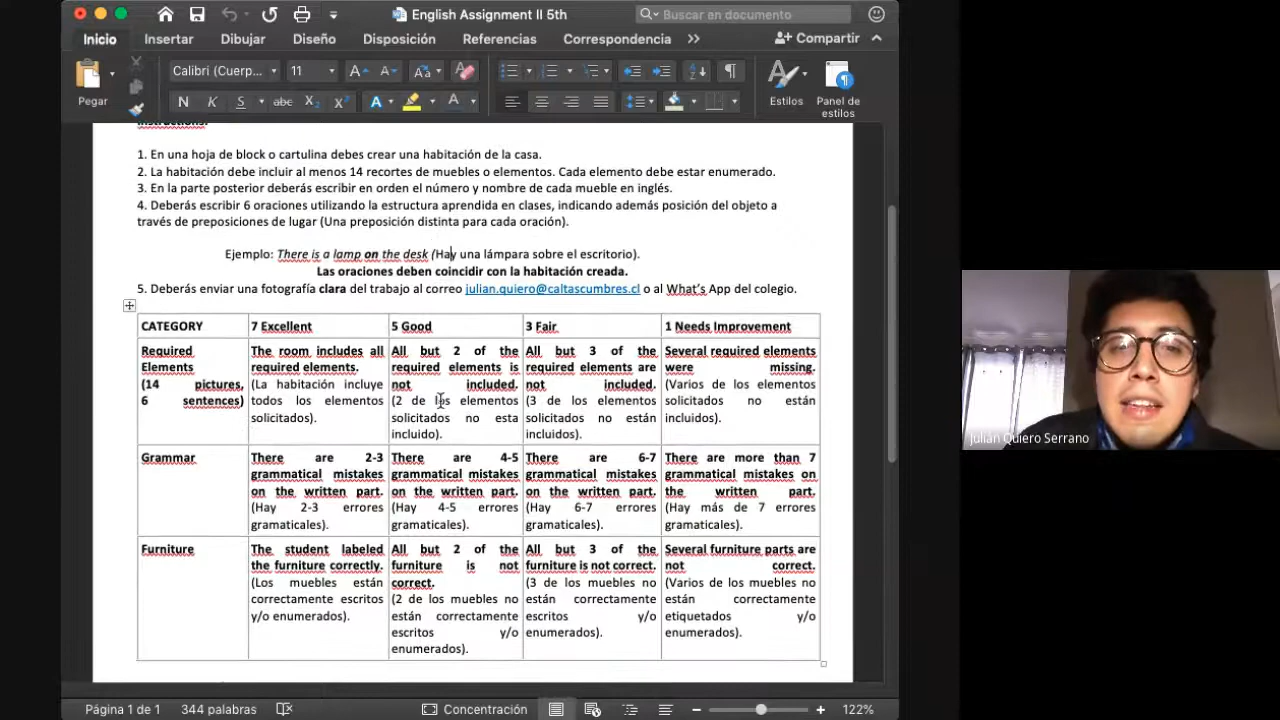 English Assignment II 5th
Buscar en documento
Inicio Insertar Dibujar Diseño Disposición Referencias Correspondencia >> Compartir
Pegar Calibri (Cuerp... 11 Estilos Panel de estilos
N K S abc X₂ X² A A
Instructions:
1. En una hoja de block o cartulina debes crear una habitación de la casa.
2. La habitación debe incluir al menos 14 recortes de muebles o elementos. Cada elemento debe estar enumerado.
3. En la parte posterior deberás escribir en orden el número y nombre de cada mueble en inglés.
4. Deberás escribir 6 oraciones utilizando la estructura aprendida en clases, indicando además posición del objeto a
través de preposiciones de lugar (Una preposición distinta para cada oración).
Ejemplo: There is a lamp on the desk (Hay una lámpara sobre el escritorio).
Las oraciones deben coincidir con la habitación creada.
5. Deberás enviar una fotografía clara del trabajo al correo julian.quiero@caltascumbres.cl o al What's App del colegio.
CATEGORY
7 Excellent
5 Good
3 Fair
1 Needs Improvement
Required
Elements
(14 pictures,
6 sentences)
The room includes all
required elements.
(La habitación incluye
todos los elementos
solicitados).
All but 2 of the
required elements is
not included.
(2 de los elementos
solicitados no esta
incluido).
All but 3 of the
required elements are
not included.
(3 de los elementos
solicitados no están
incluidos).
Several required elements
were missing.
(Varios de los elementos
solicitados no están
incluidos).
Grammar
There are 2-3
grammatical mistakes
on the written part.
(Hay 2-3 errores
gramaticales).
There are 4-5
grammatical mistakes
on the written part.
(Hay 4-5 errores
gramaticales).
There are 6-7
grammatical mistakes
on the written part.
(Hay 6-7 errores
gramaticales).
There are more than 7
grammatical mistakes on
the written part.
(Hay más de 7 errores
gramaticales).
Furniture
The student labeled
the furniture correctly.
(Los muebles están
correctamente escritos
y/o enumerados).
All but 2 of the
furniture is not
correct.
(2 de los muebles no
están correctamente
escritos y/o
enumerados).
All but 3 of the
furniture is not correct.
(3 de los muebles no
están correctamente
escritos y/o
enumerados).
Several furniture parts are
not correct.
(Varios de los muebles no
están correctamente
etiquetados y/o
enumerados).
Página 1 de 1 344 palabras Concentración 122%
Julián Quiero Serrano